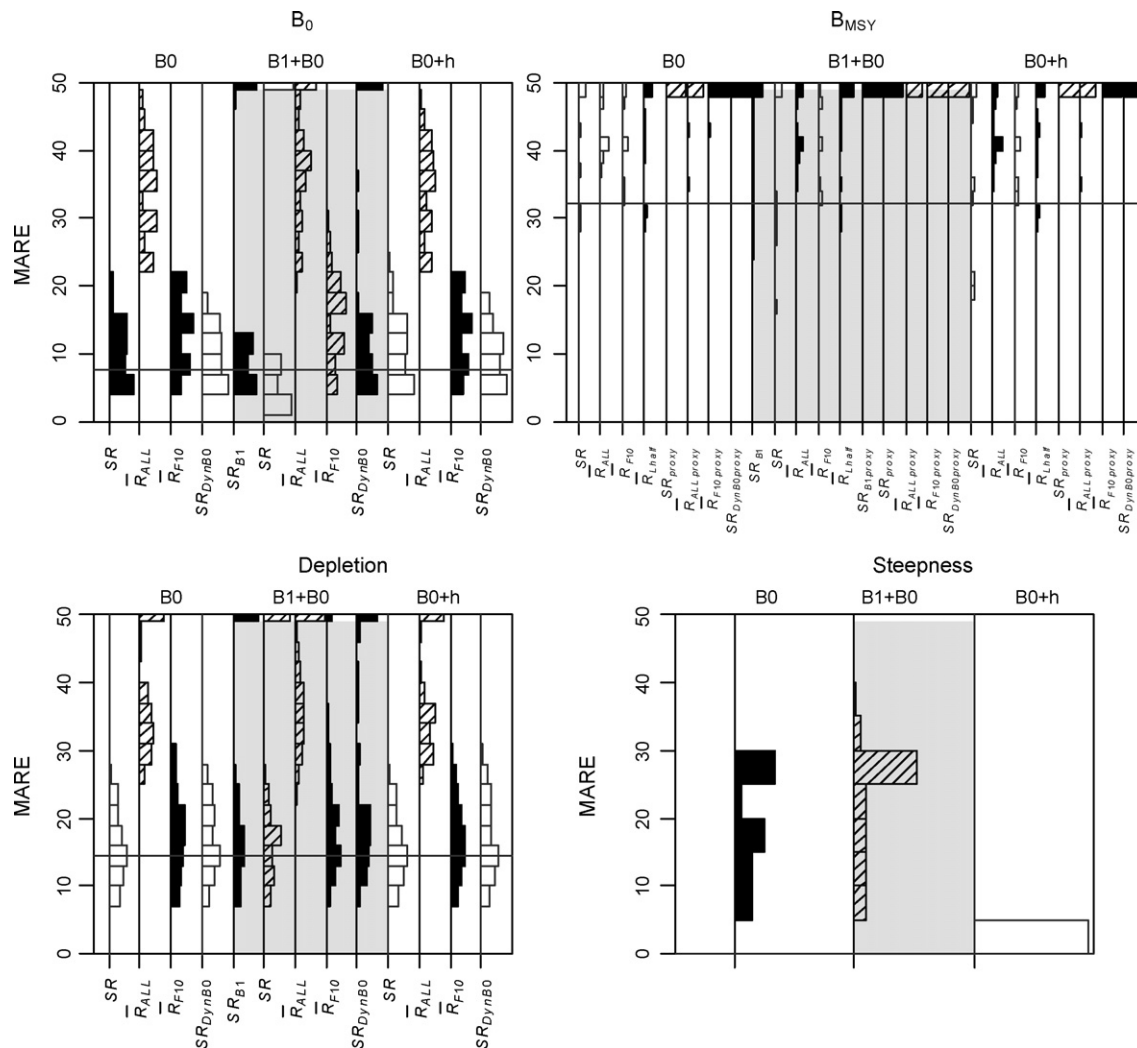 B0
B0 B1+B0 B0+h
MARE
50
40
30
20
10
0
SR
R̅ALL
R̅F10
SRDynB0
SRB1
SR
R̅ALL
R̅F10
SRDynB0
SR
R̅ALL
R̅F10
SRDynB0
BMSY
B0 B1+B0 B0+h
MARE
50
40
30
20
10
0
SR
R̅ALL
R̅F10
R̅Lhalf
SRproxy
R̅ALL proxy
R̅F10 proxy
SRDynB0proxy
SRB1
SR
R̅ALL
R̅F10
R̅Lhalf
SRB1proxy
SRproxy
R̅ALL proxy
R̅F10 proxy
SRDynB0proxy
SR
R̅ALL
R̅F10
R̅Lhalf
SRproxy
R̅ALL proxy
R̅F10 proxy
SRDynB0proxy
Depletion
B0 B1+B0 B0+h
MARE
50
40
30
20
10
0
SR
R̅ALL
R̅F10
SRDynB0
SRB1
SR
R̅ALL
R̅F10
SRDynB0
SR
R̅ALL
R̅F10
SRDynB0
Steepness
B0 B1+B0 B0+h
MARE
50
40
30
20
10
0